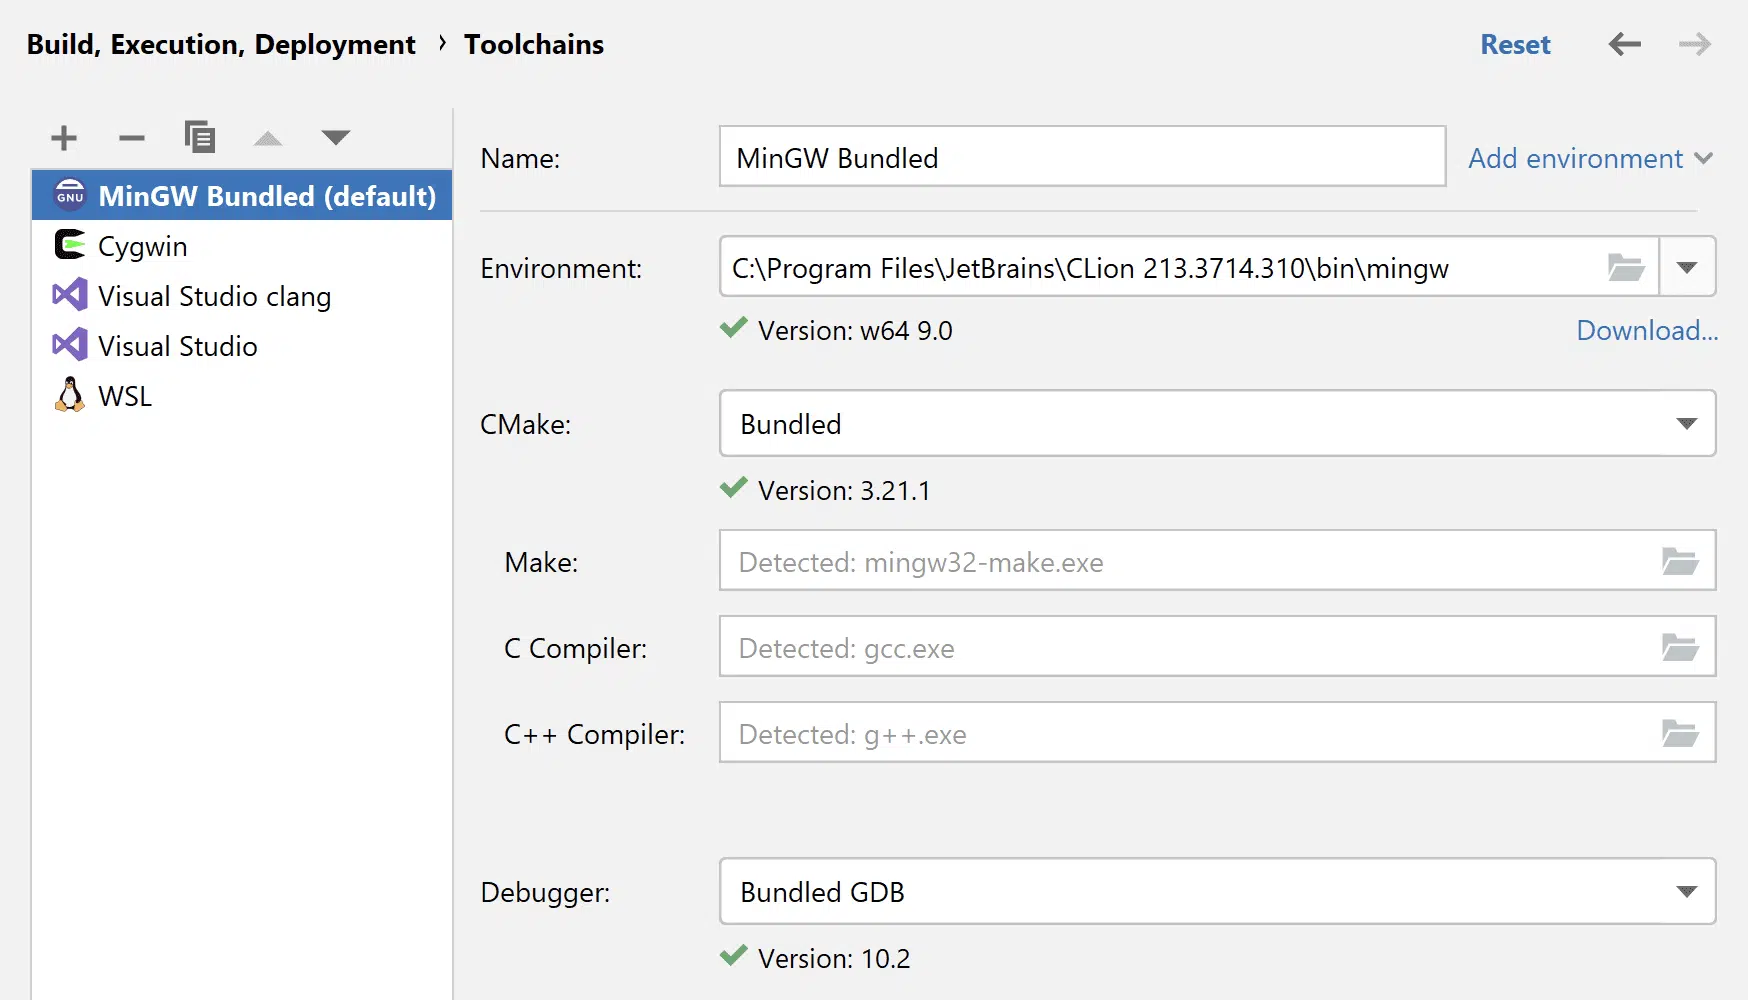 Build, Execution, Deployment › Toolchains
Reset
Name: MinGW Bundled Add environment
GNU MinGW Bundled (default)
Cygwin
Visual Studio clang
Visual Studio
WSL
Environment: C:\Program Files\JetBrains\CLion 213.3714.310\bin\mingw
Version: w64 9.0 Download...
CMake: Bundled
Version: 3.21.1
Make: Detected: mingw32-make.exe
C Compiler: Detected: gcc.exe
C++ Compiler: Detected: g++.exe
Debugger: Bundled GDB
Version: 10.2